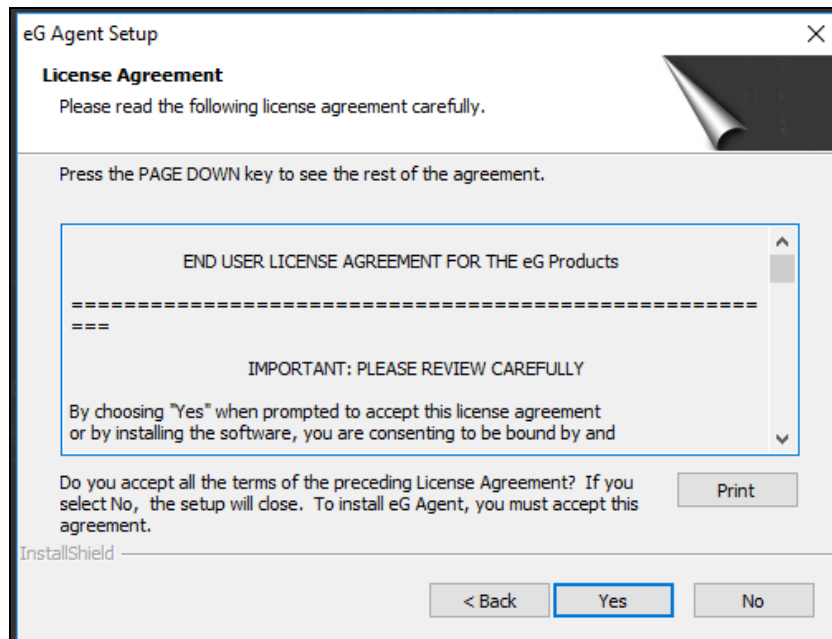 eG Agent Setup
License Agreement
Please read the following license agreement carefully.
Press the PAGE DOWN key to see the rest of the agreement.
END USER LICENSE AGREEMENT FOR THE eG Products
====================================================
===
IMPORTANT: PLEASE REVIEW CAREFULLY
By choosing "Yes" when prompted to accept this license agreement
or by installing the software, you are consenting to be bound by and
Do you accept all the terms of the preceding License Agreement? If you
select No, the setup will close. To install eG Agent, you must accept this
agreement.
Print
InstallShield
< Back
Yes
No